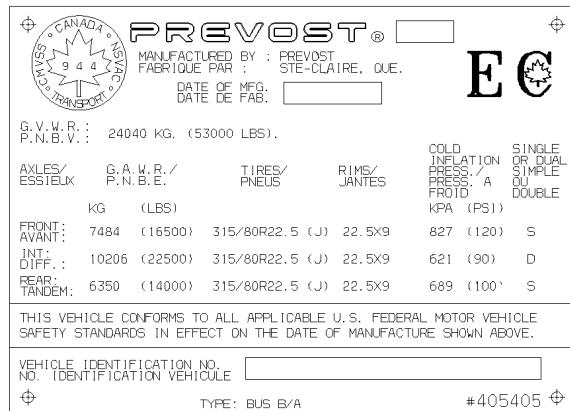 CANADA
CMVSS
NSVAC
944
TRANSPORT
PREVOST®
MANUFACTURED BY : PREVOST
FABRIQUE PAR : STE-CLAIRE, QUE.
DATE OF MFG.
DATE DE FAB.
EC
G.V.W.R.:
P.N.B.V.: 24040 KG, (53000 LBS).
AXLES/ G.A.W.R./ TIRES/ RIMS/ COLD INFLATION PRESS./ SINGLE OR DUAL
ESSIEUX P.N.B.E. PNEUS JANTES PRESS. A FROID SIMPLE OU DOUBLE
KG (LBS) KPA (PSI)
FRONT:
AVANT: 7484 (16500) 315/80R22.5 (J) 22.5X9 827 (120) S
INT:
DIFF.: 10206 (22500) 315/80R22.5 (J) 22.5X9 621 (90) D
REAR:
TANDEM: 6350 (14000) 315/80R22.5 (J) 22.5X9 689 (100) S
THIS VEHICLE CONFORMS TO ALL APPLICABLE U.S. FEDERAL MOTOR VEHICLE
SAFETY STANDARDS IN EFFECT ON THE DATE OF MANUFACTURE SHOWN ABOVE.
VEHICLE IDENTIFICATION NO.
NO. IDENTIFICATION VEHICULE
TYPE: BUS B/A
#405405